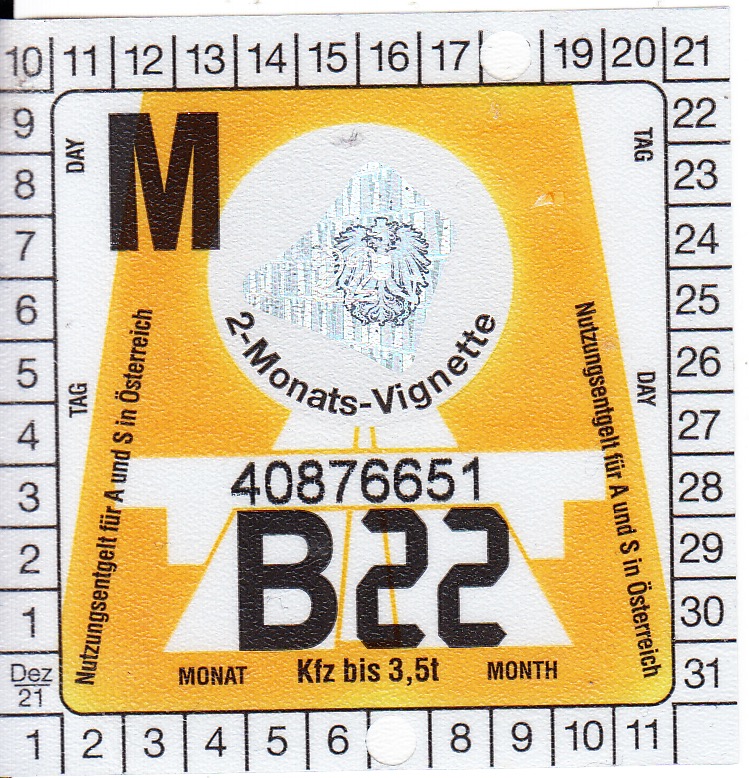 10 11 12 13 14 15 16 17 19 20 21
9
8
7
6
5
4
3
2
1
Dez
21
DAY
TAG
M
TAG
DAY
2-Monats-Vignette
Nutzungsentgelt für A und S in Österreich
Nutzungsentgelt für A und S in Österreich
40876651
B22
MONAT Kfz bis 3,5t MONTH
22
23
24
25
26
27
28
29
30
31
1 2 3 4 5 6 8 9 10 11